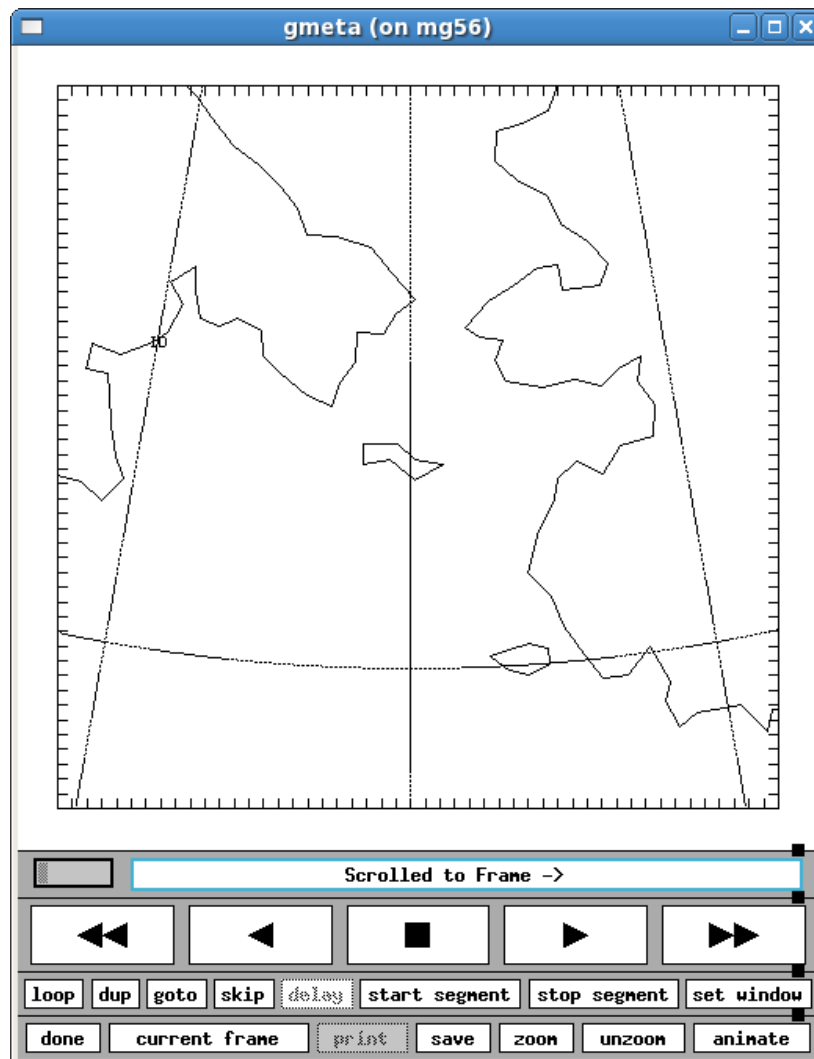 gmeta (on mg56)
ID
Scrolled to Frame ->
loop dup goto skip delay start segment stop segment set window
done current frame print save zoom unzoom animate